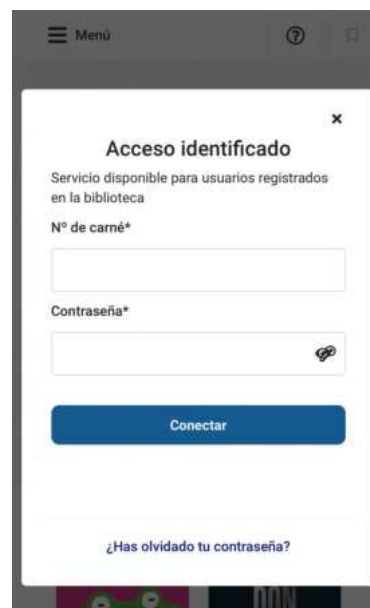 Menú
Acceso identificado
Servicio disponible para usuarios registrados
en la biblioteca
Nº de carné*
Contraseña*
Conectar
¿Has olvidado tu contraseña?
DON